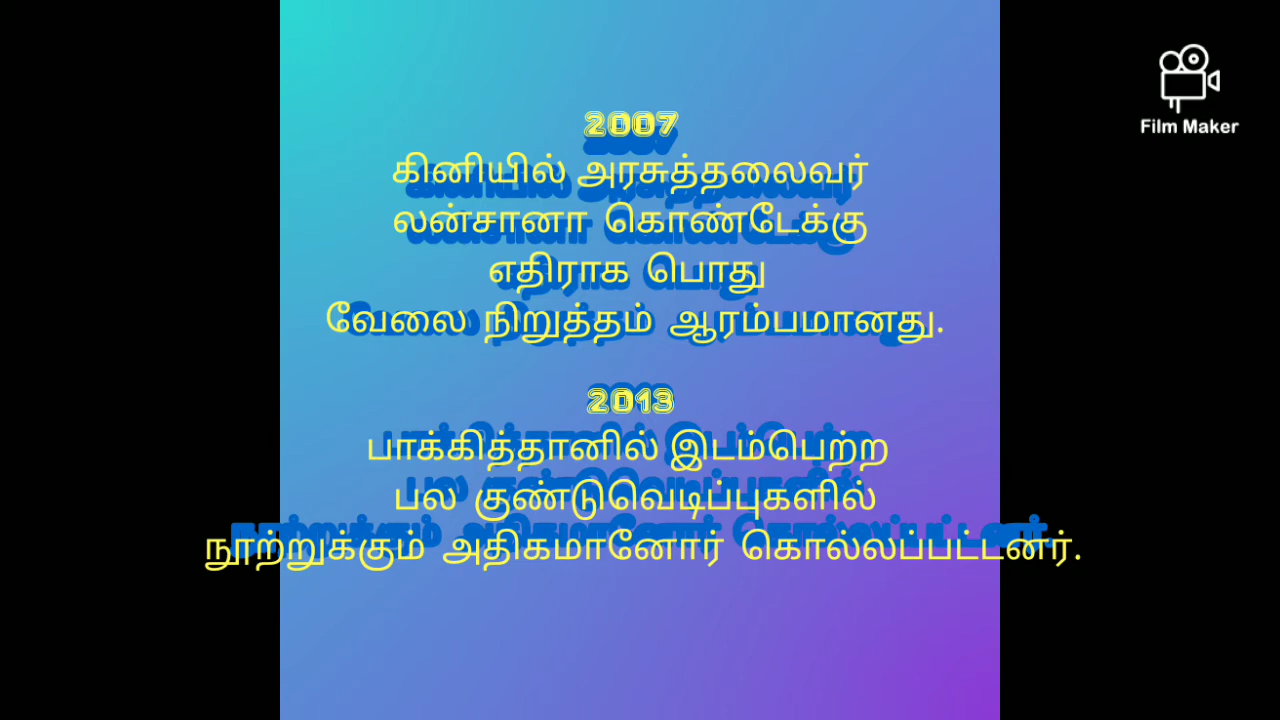 Film Maker
2007
கினியில் அரசுத்தலைவர்
லன்சானா கொண்டேக்கு
எதிராக பொது
வேலை நிறுத்தம் ஆரம்பமானது.
2013
பாக்கித்தானில் இடம்பெற்ற
பல குண்டுவெடிப்புகளில்
நூற்றுக்கும் அதிகமானோர் கொல்லப்பட்டனர்.